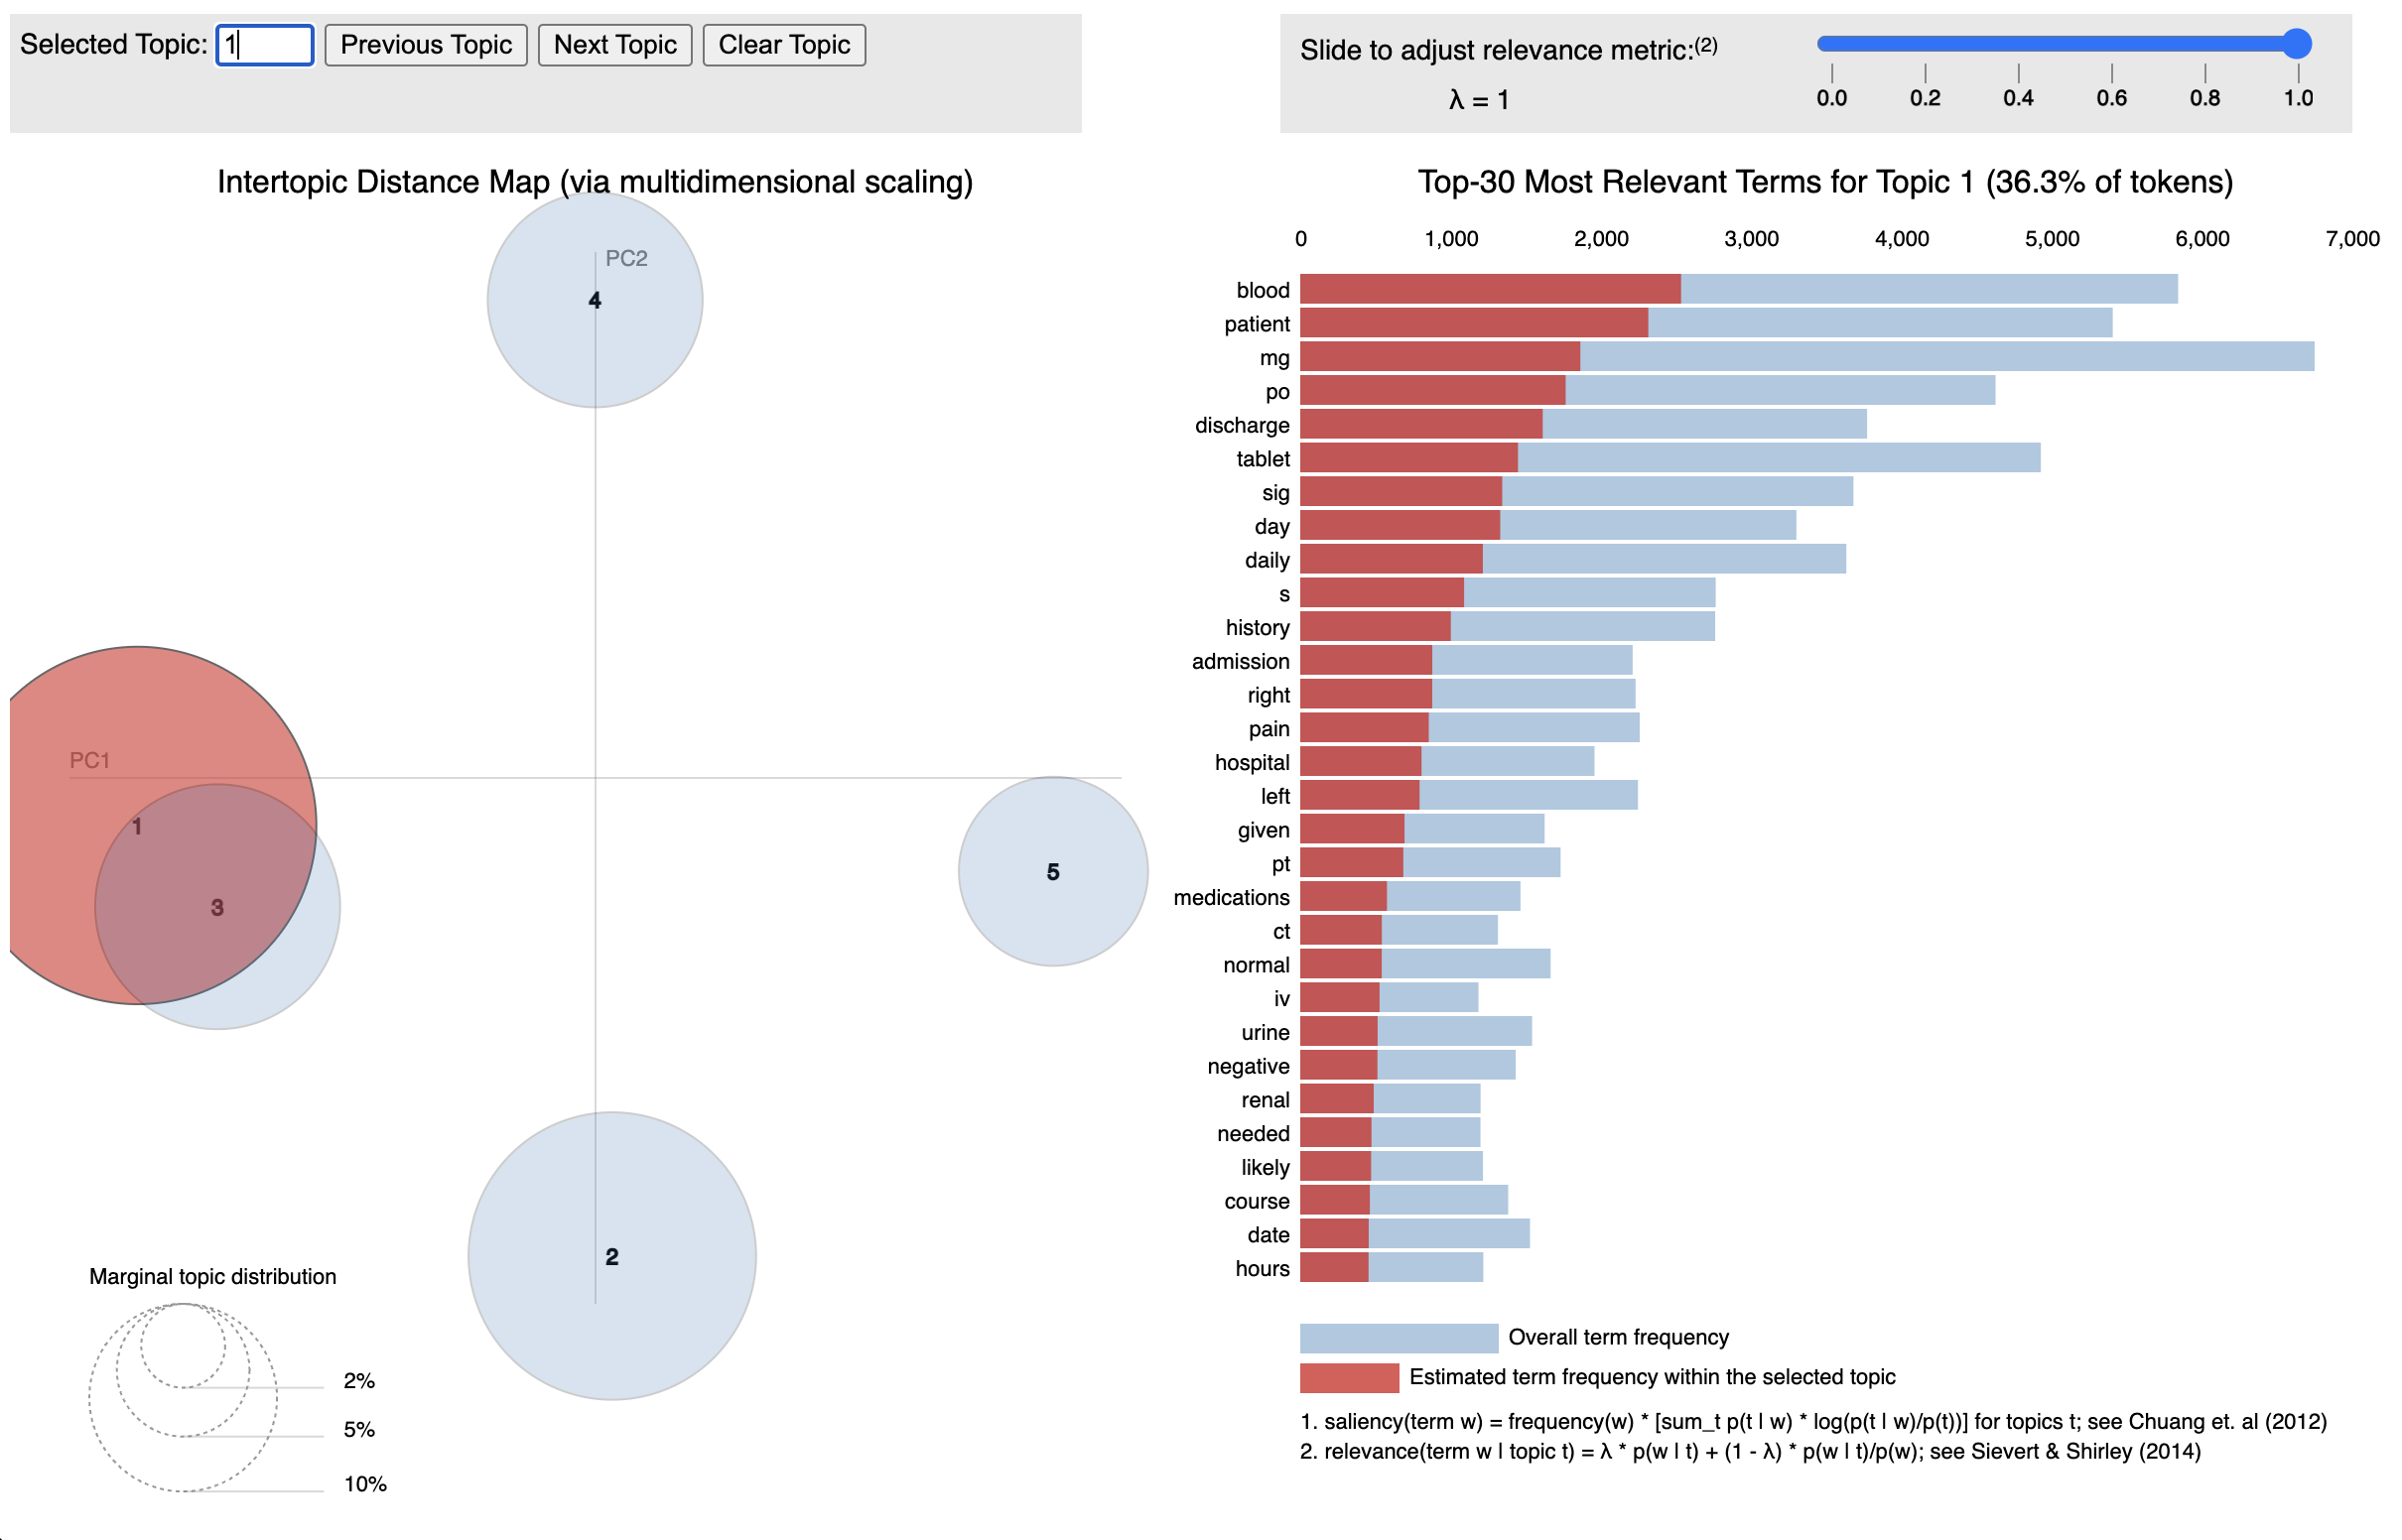 Selected Topic: 1 Previous Topic Next Topic Clear Topic
Slide to adjust relevance metric:(2)
λ = 1
0.0 0.2 0.4 0.6 0.8 1.0
Intertopic Distance Map (via multidimensional scaling)
PC2
4
PC1
1
3
5
2
Marginal topic distribution
2%
5%
10%
Top-30 Most Relevant Terms for Topic 1 (36.3% of tokens)
0 1,000 2,000 3,000 4,000 5,000 6,000 7,000
blood
patient
mg
po
discharge
tablet
sig
day
daily
s
history
admission
right
pain
hospital
left
given
pt
medications
ct
normal
iv
urine
negative
renal
needed
likely
course
date
hours
Overall term frequency
Estimated term frequency within the selected topic
1. saliency(term w) = frequency(w) * [sum_t p(t | w) * log(p(t | w)/p(t))] for topics t; see Chuang et. al (2012)
2. relevance(term w | topic t) = λ * p(w | t) + (1 - λ) * p(w | t)/p(w); see Sievert & Shirley (2014)